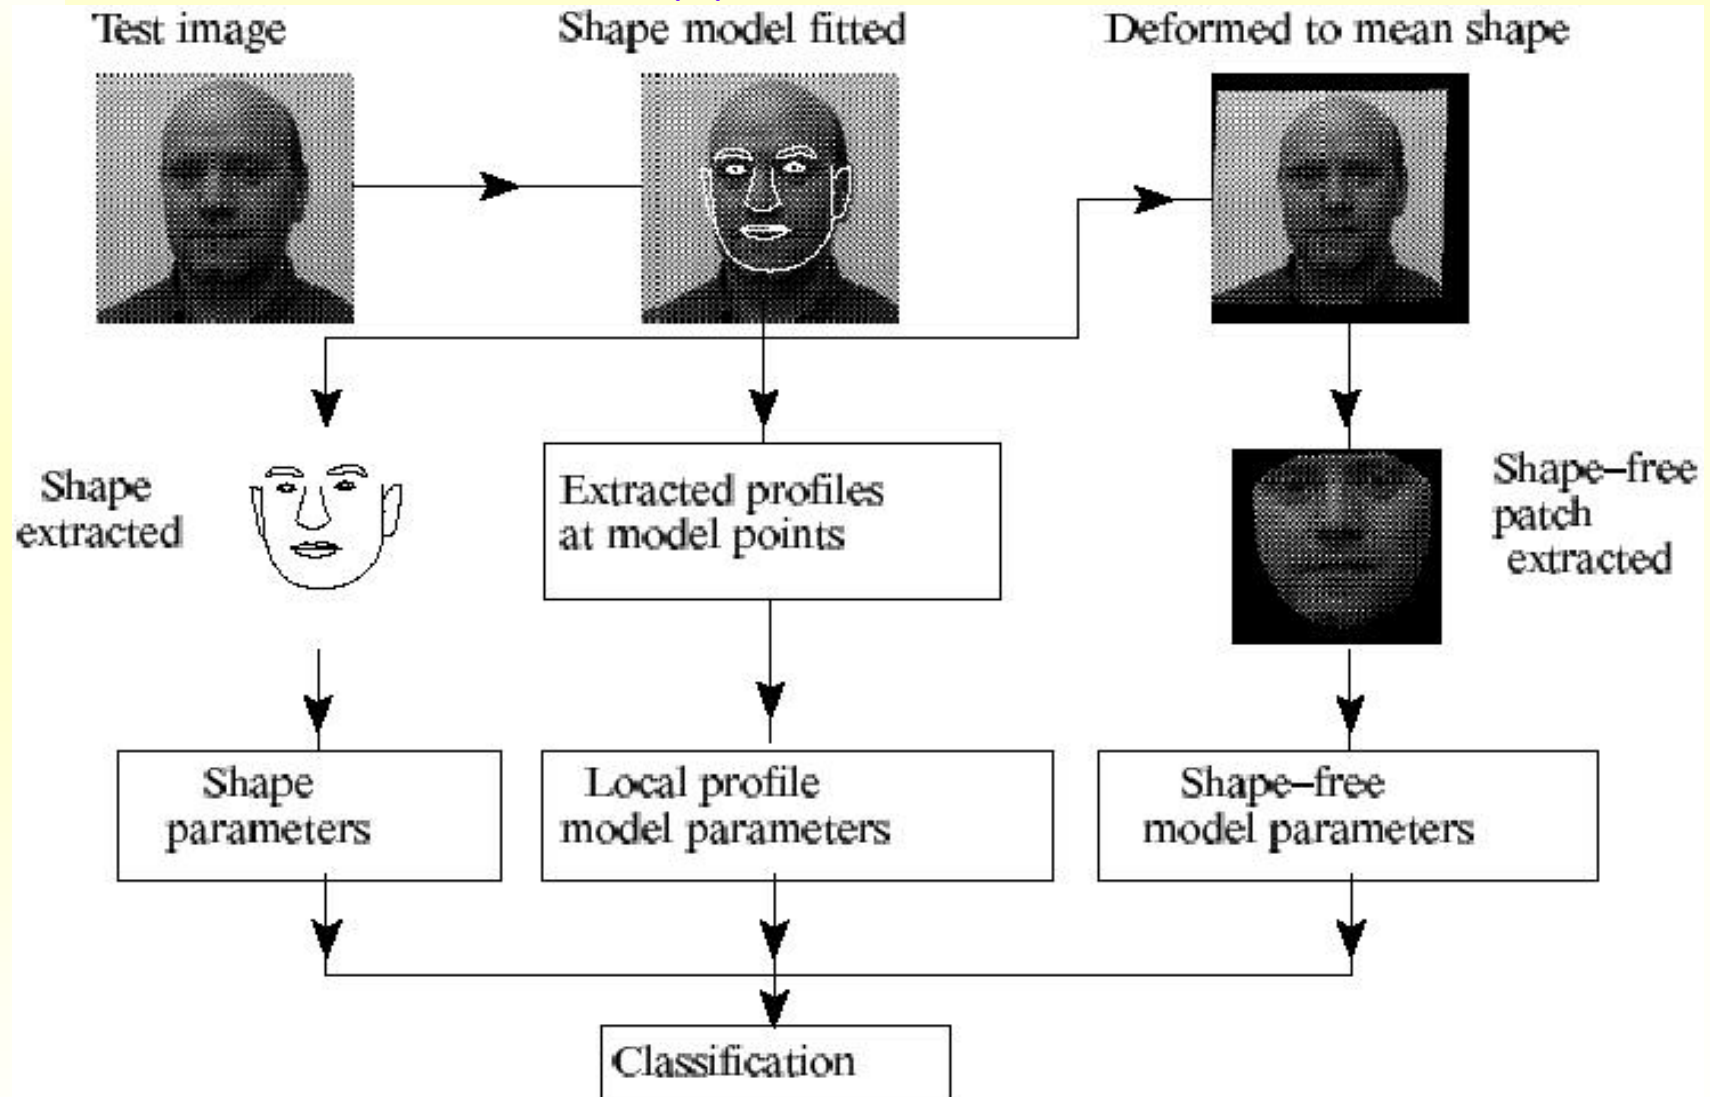 Test image
Shape model fitted
Deformed to mean shape
Shape
extracted
Extracted profiles
at model points
Shape–free
patch
extracted
Shape
parameters
Local profile
model parameters
Shape–free
model parameters
Classification